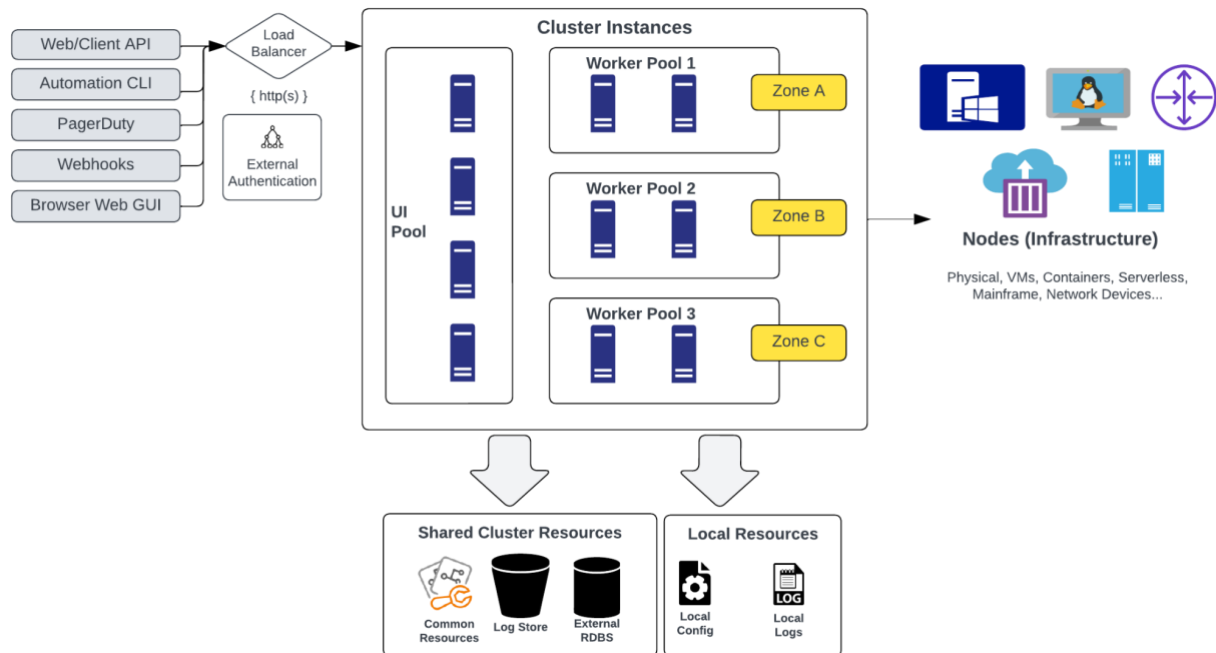 Web/Client API
Automation CLI
PagerDuty
Webhooks
Browser Web GUI
Load
Balancer
{ http(s) }
External
Authentication
Cluster Instances
UI
Pool
Worker Pool 1
Zone A
Worker Pool 2
Zone B
Worker Pool 3
Zone C
Nodes (Infrastructure)
Physical, VMs, Containers, Serverless,
Mainframe, Network Devices...
Shared Cluster Resources
Common
Resources
Log Store
External
RDBS
Local Resources
Local
Config
LOG
Local
Logs